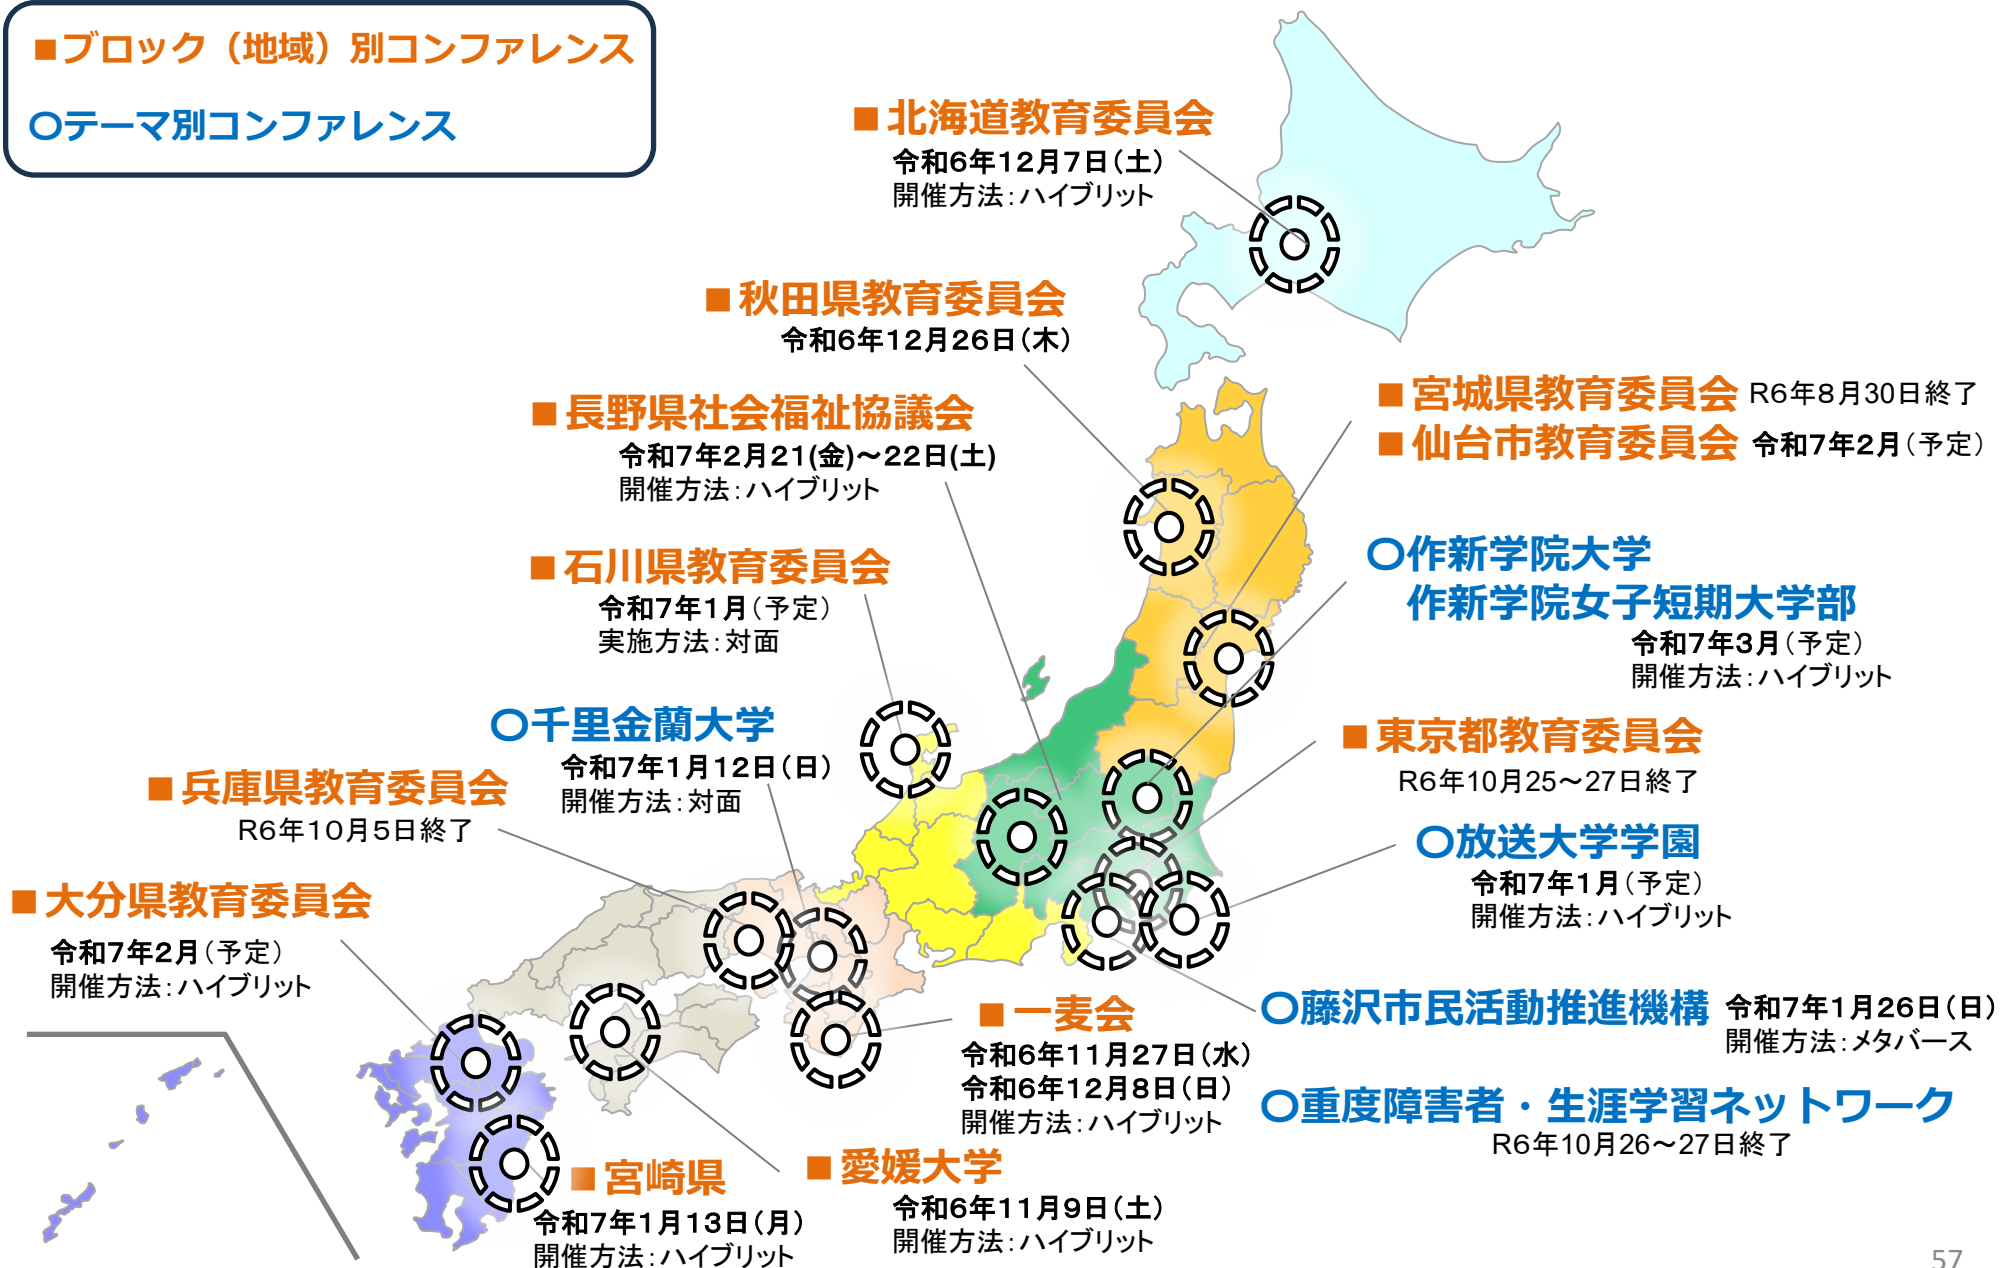 ■ブロック（地域）別コンファレンス
〇テーマ別コンファレンス
■北海道教育委員会
令和6年12月7日（土）
開催方法：ハイブリット
■秋田県教育委員会
令和6年12月26日（木）
■長野県社会福祉協議会
令和7年2月21(金)～22日(土)
開催方法：ハイブリット
■石川県教育委員会
令和7年1月（予定）
実施方法：対面
〇千里金蘭大学
令和7年1月12日（日）
開催方法：対面
■兵庫県教育委員会
R6年10月5日終了
■大分県教育委員会
令和7年2月（予定）
開催方法：ハイブリット
■宮城県教育委員会 R6年8月30日終了
■仙台市教育委員会 令和7年2月（予定）
〇作新学院大学
作新学院女子短期大学部
令和7年3月（予定）
開催方法：ハイブリット
■東京都教育委員会
R6年10月25～27日終了
〇放送大学学園
令和7年1月（予定）
開催方法：ハイブリット
〇藤沢市民活動推進機構 令和7年1月26日（日）
開催方法：メタバース
〇重度障害者・生涯学習ネットワーク
R6年10月26～27日終了
■一麦会
令和6年11月27日（水）
令和6年12月8日（日）
開催方法：ハイブリット
■愛媛大学
令和6年11月9日（土）
開催方法：ハイブリット
■宮崎県
令和7年1月13日（月）
開催方法：ハイブリット
57